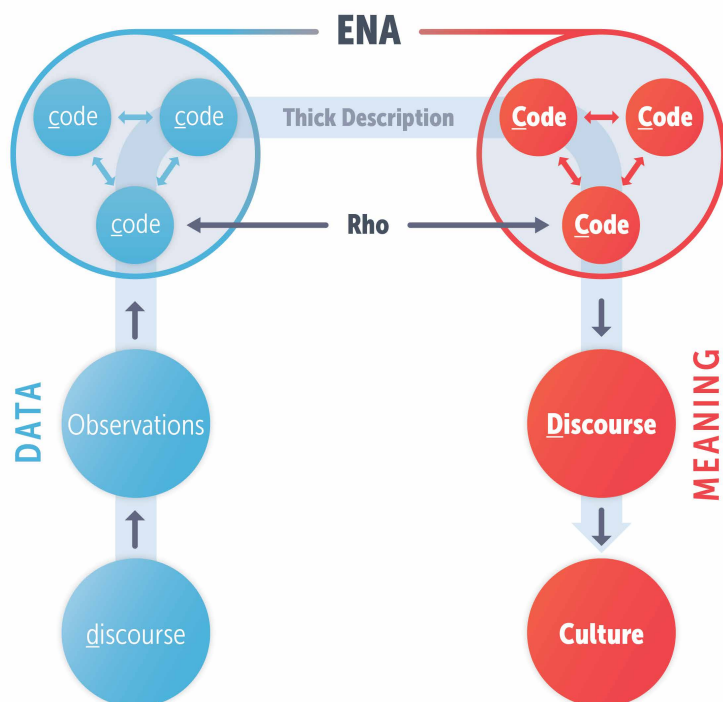 ENA
code
code
Thick Description
Code
Code
code
Rho
Code
DATA
Observations
Discourse
MEANING
discourse
Culture